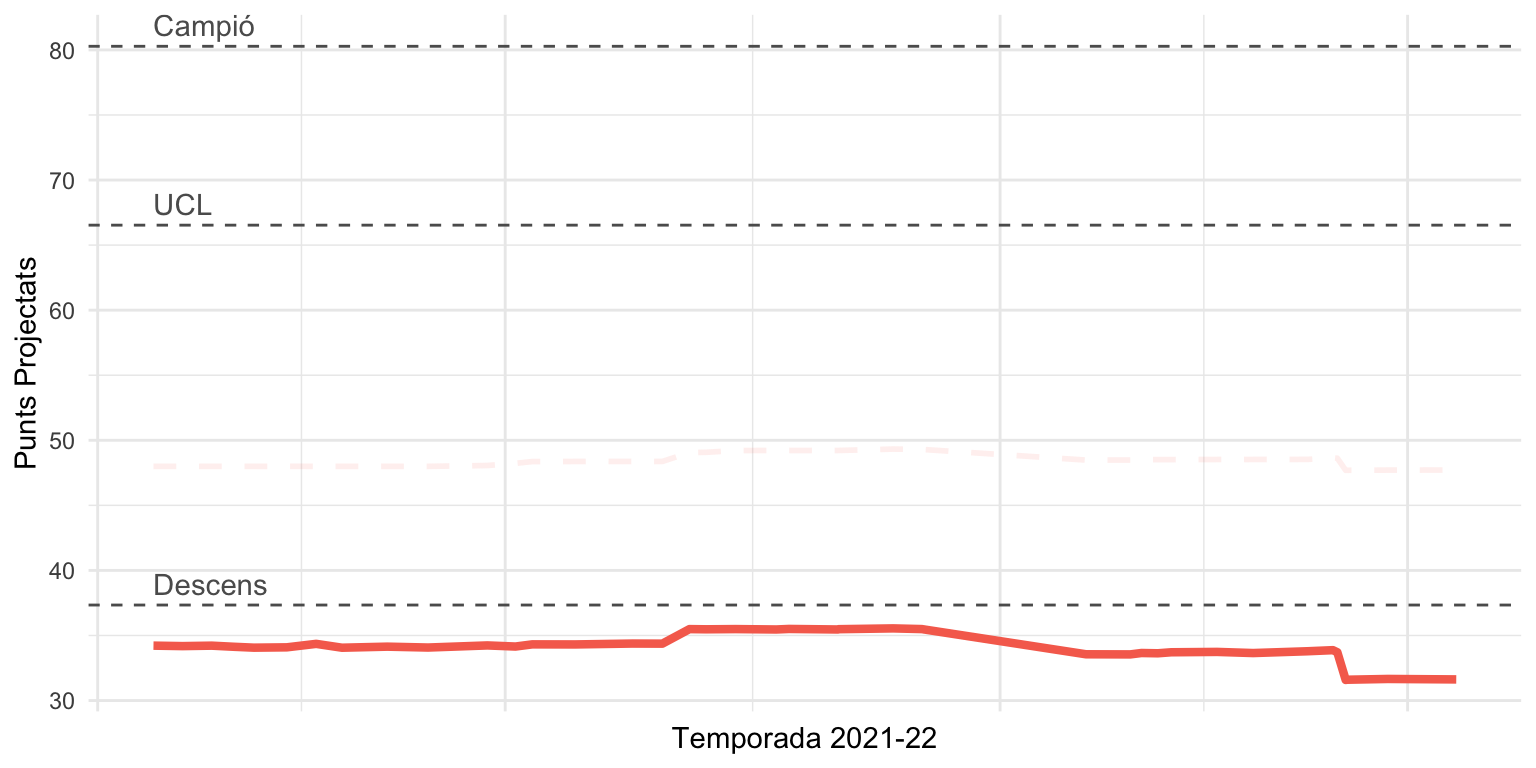 Campió
80
70
UCL
60
Punts Projectats
50
40
Descens
30
Temporada 2021-22